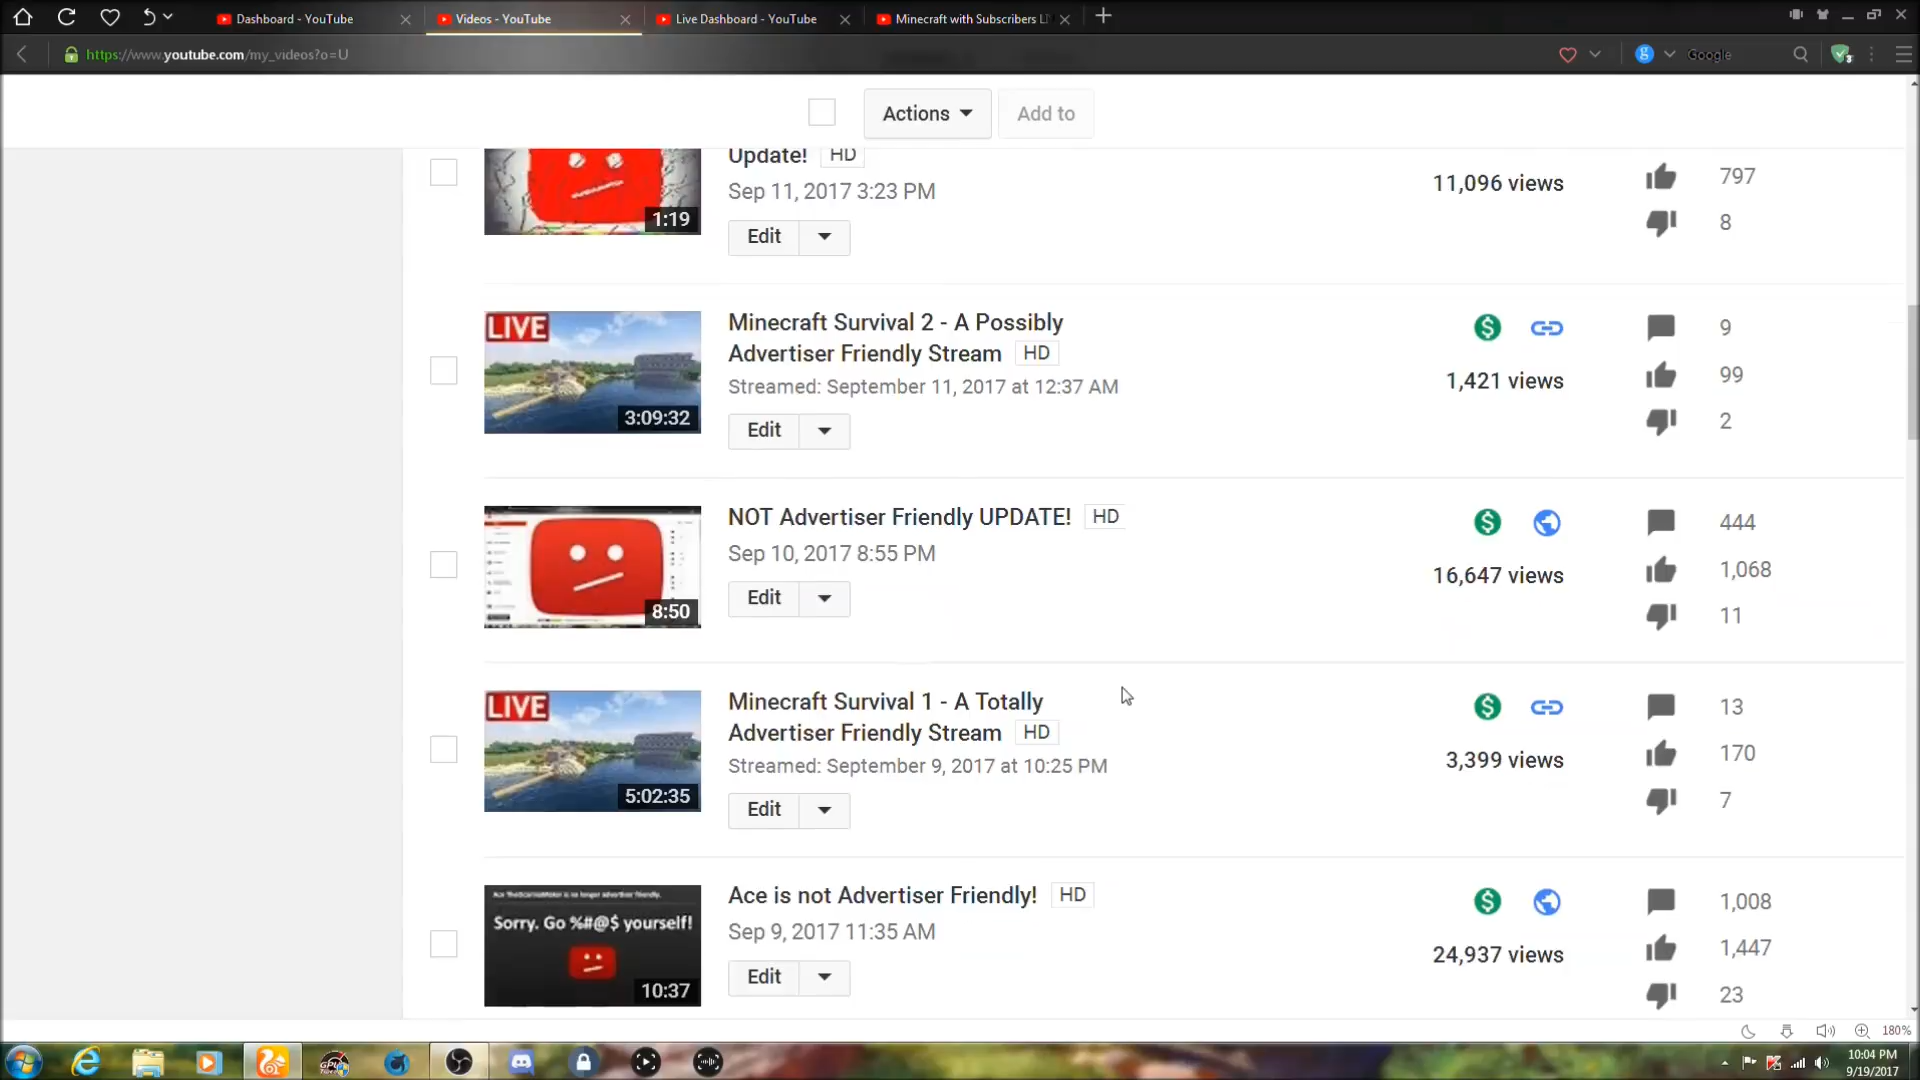 Dashboard - YouTube
Videos - YouTube
Live Dashboard - YouTube
Minecraft with Subscribers LI
https://www.youtube.com/my_videos?o=U
g
Google
3
Actions
Add to
Update! HD
Sep 11, 2017 3:23 PM
Edit
1:19
11,096 views
797
8
LIVE
3:09:32
Minecraft Survival 2 - A Possibly
Advertiser Friendly Stream HD
Streamed: September 11, 2017 at 12:37 AM
Edit
$
1,421 views
9
99
2
8:50
NOT Advertiser Friendly UPDATE! HD
Sep 10, 2017 8:55 PM
Edit
$
16,647 views
444
1,068
11
LIVE
5:02:35
Minecraft Survival 1 - A Totally
Advertiser Friendly Stream HD
Streamed: September 9, 2017 at 10:25 PM
Edit
$
3,399 views
13
170
7
Sorry. Go %#@$ yourself!
10:37
Ace is not Advertiser Friendly! HD
Sep 9, 2017 11:35 AM
Edit
$
24,937 views
1,008
1,447
23
180%
GPU
10:04 PM
9/19/2017